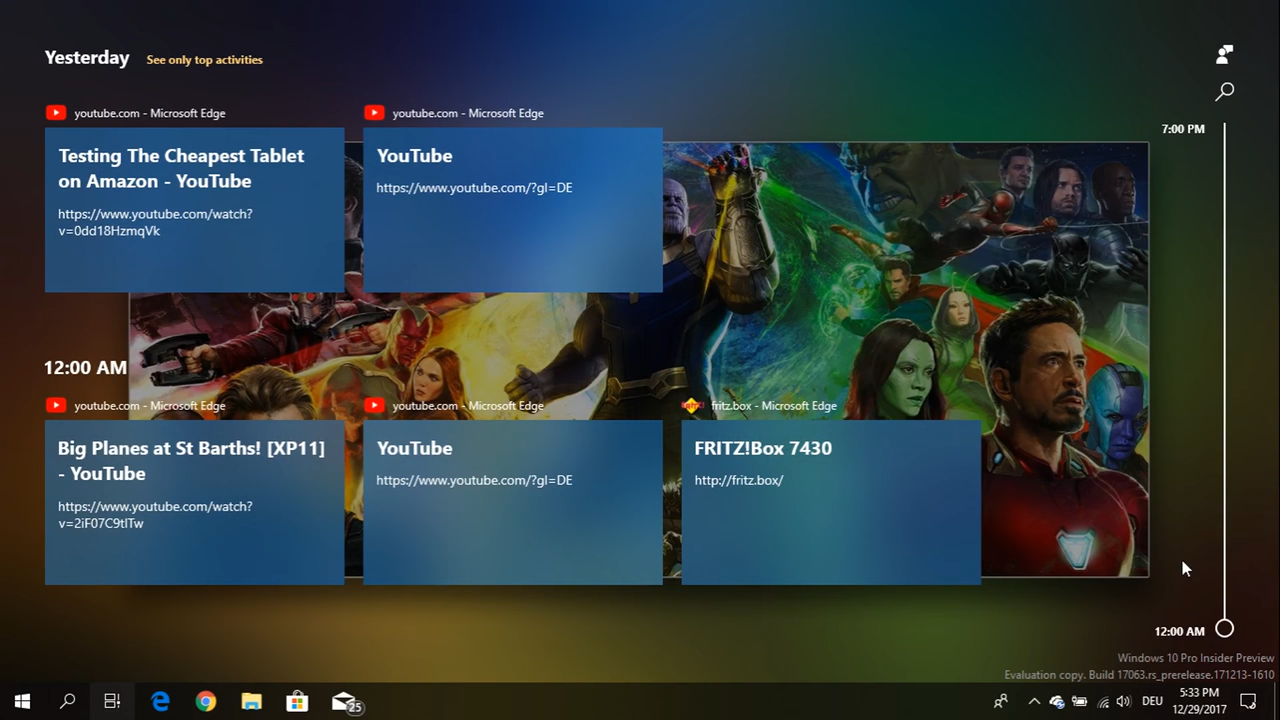 Yesterday See only top activities
youtube.com - Microsoft Edge
youtube.com - Microsoft Edge
7:00 PM
Testing The Cheapest Tablet
on Amazon - YouTube
https://www.youtube.com/watch?
v=0dd18HzmqVk
YouTube
https://www.youtube.com/?gl=DE
12:00 AM
youtube.com - Microsoft Edge
youtube.com - Microsoft Edge
fritz.box - Microsoft Edge
Big Planes at St Barths! [XP11]
- YouTube
https://www.youtube.com/watch?
v=2iF07C9tlTw
YouTube
https://www.youtube.com/?gl=DE
FRITZ!Box 7430
http://fritz.box/
12:00 AM
Windows 10 Pro Insider Preview
Evaluation copy. Build 17063.rs_prerelease.171213-1610
25
DEU
5:33 PM
12/29/2017